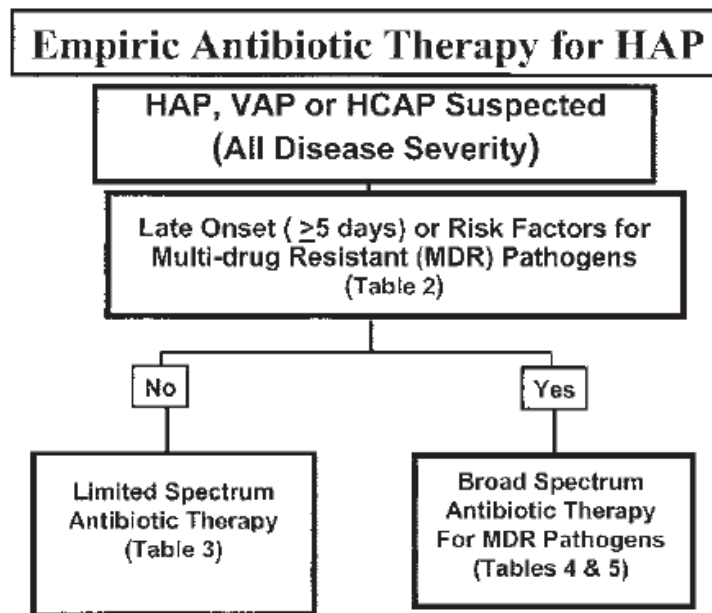 Empiric Antibiotic Therapy for HAP
HAP, VAP or HCAP Suspected
(All Disease Severity)
Late Onset ( ≥5 days) or Risk Factors for
Multi-drug Resistant (MDR) Pathogens
(Table 2)
No
Yes
Limited Spectrum
Antibiotic Therapy
(Table 3)
Broad Spectrum
Antibiotic Therapy
For MDR Pathogens
(Tables 4 & 5)